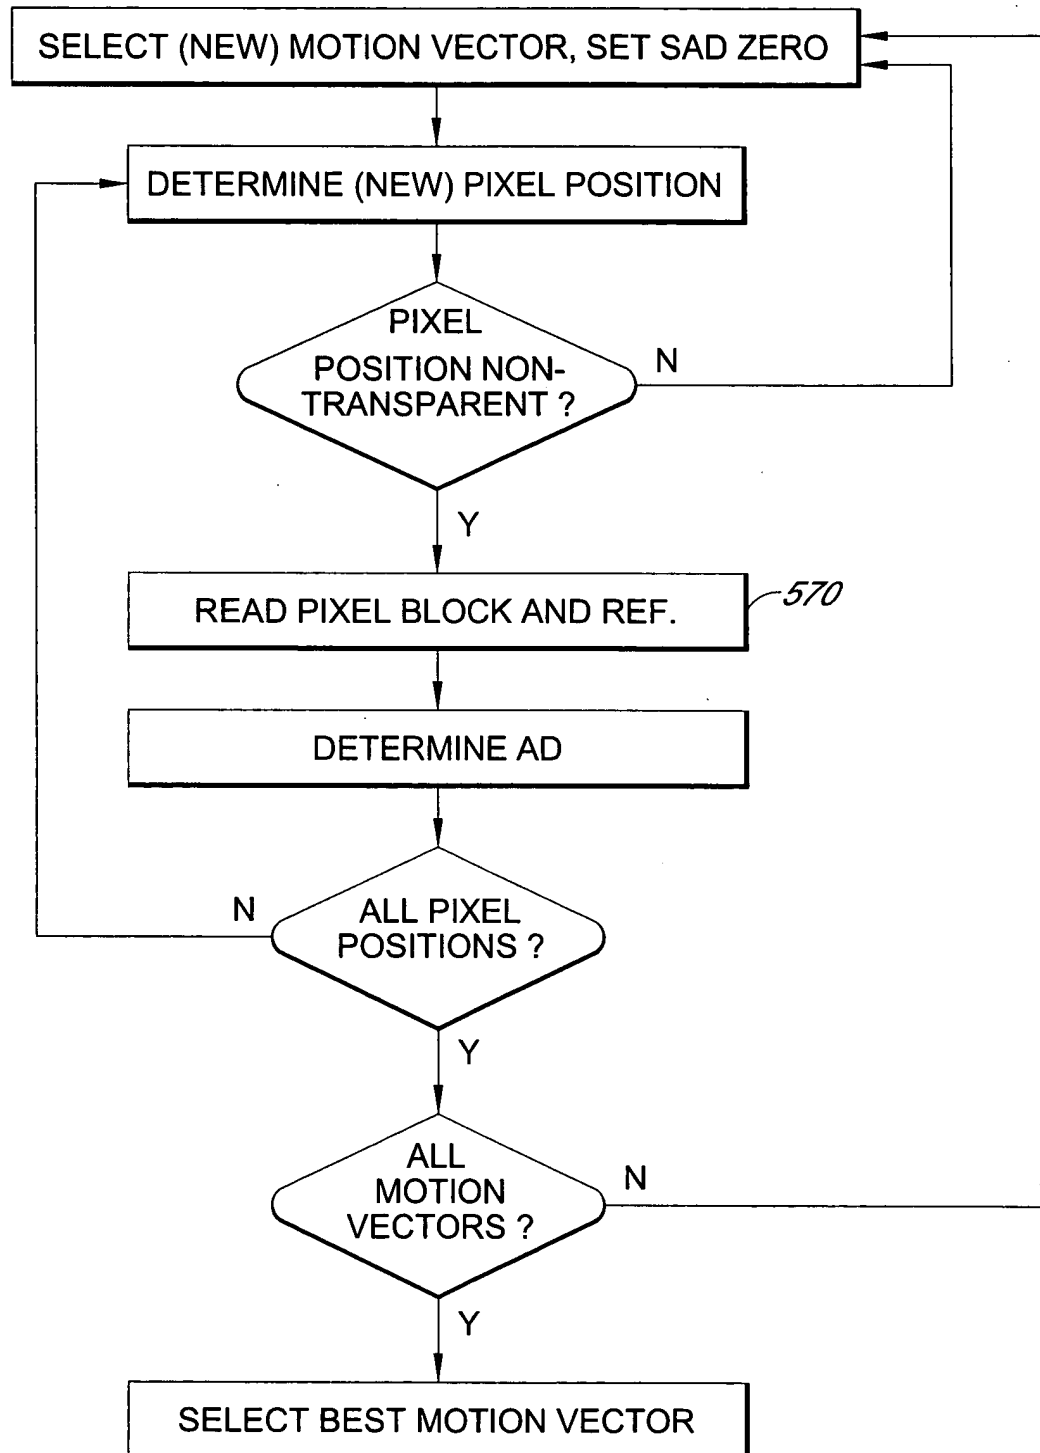 SELECT (NEW) MOTION VECTOR, SET SAD ZERO
DETERMINE (NEW) PIXEL POSITION
PIXEL
POSITION NON-
TRANSPARENT ?
N
Y
READ PIXEL BLOCK AND REF.
570
DETERMINE AD
N
ALL PIXEL
POSITIONS ?
Y
ALL
MOTION
VECTORS ?
N
Y
SELECT BEST MOTION VECTOR